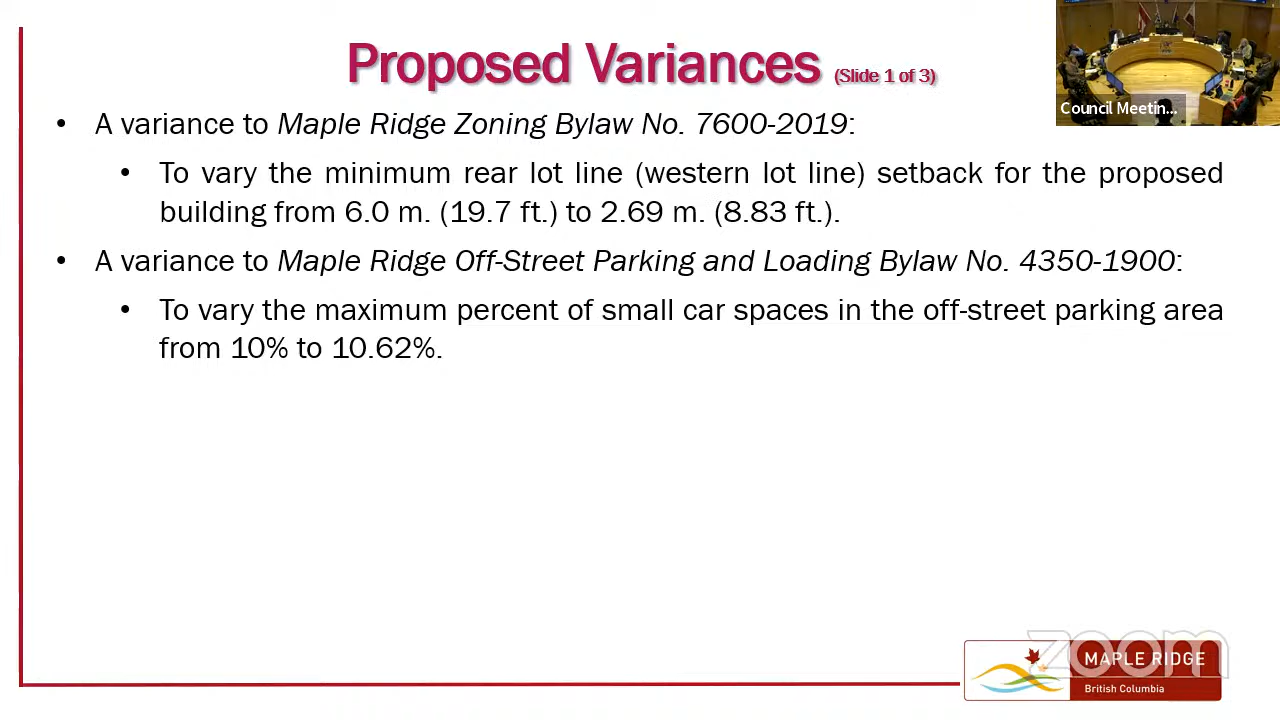 Proposed Variances (Slide 1 of 3)
Council Meetin...
• A variance to Maple Ridge Zoning Bylaw No. 7600-2019:
• To vary the minimum rear lot line (western lot line) setback for the proposed
building from 6.0 m. (19.7 ft.) to 2.69 m. (8.83 ft.).
• A variance to Maple Ridge Off-Street Parking and Loading Bylaw No. 4350-1900:
• To vary the maximum percent of small car spaces in the off-street parking area
from 10% to 10.62%.
zoom
MAPLE RIDGE
British Columbia